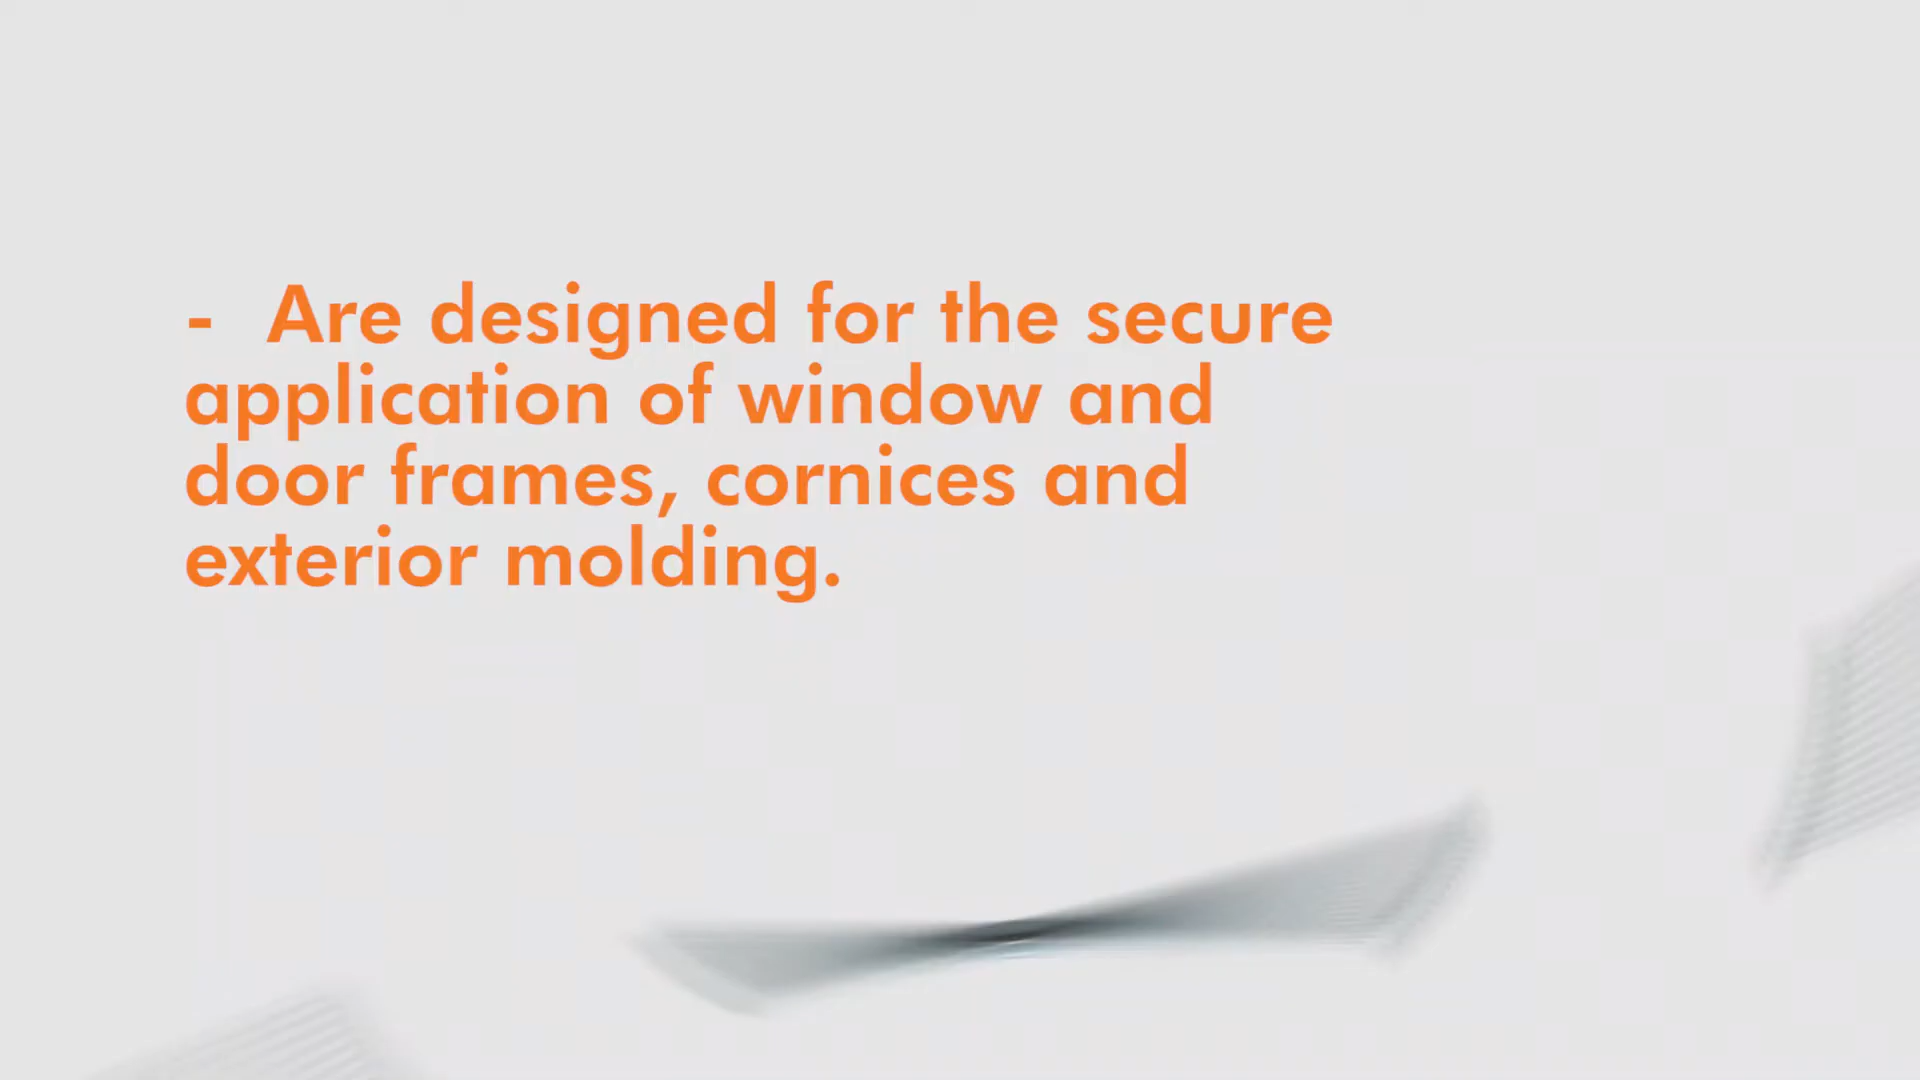 - Are designed for the secure
application of window and
door frames, cornices and
exterior molding.